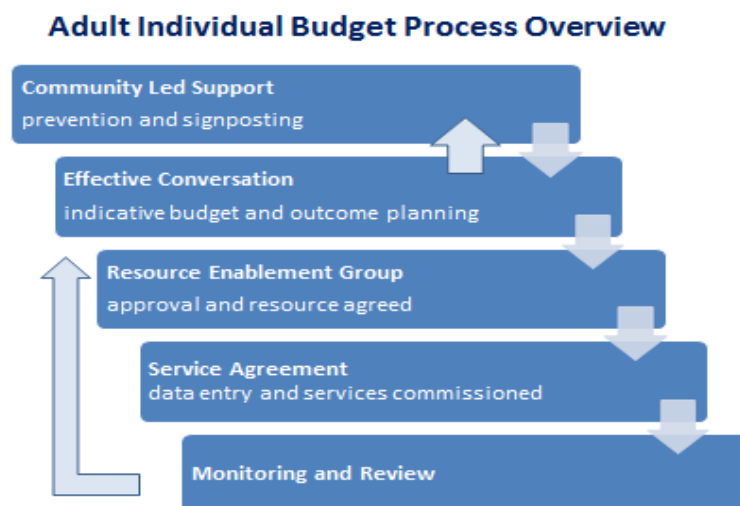 Adult Individual Budget Process Overview
Community Led Support
prevention and signposting
Effective Conversation
indicative budget and outcome planning
Resource Enablement Group
approval and resource agreed
Service Agreement
data entry and services commissioned
Monitoring and Review